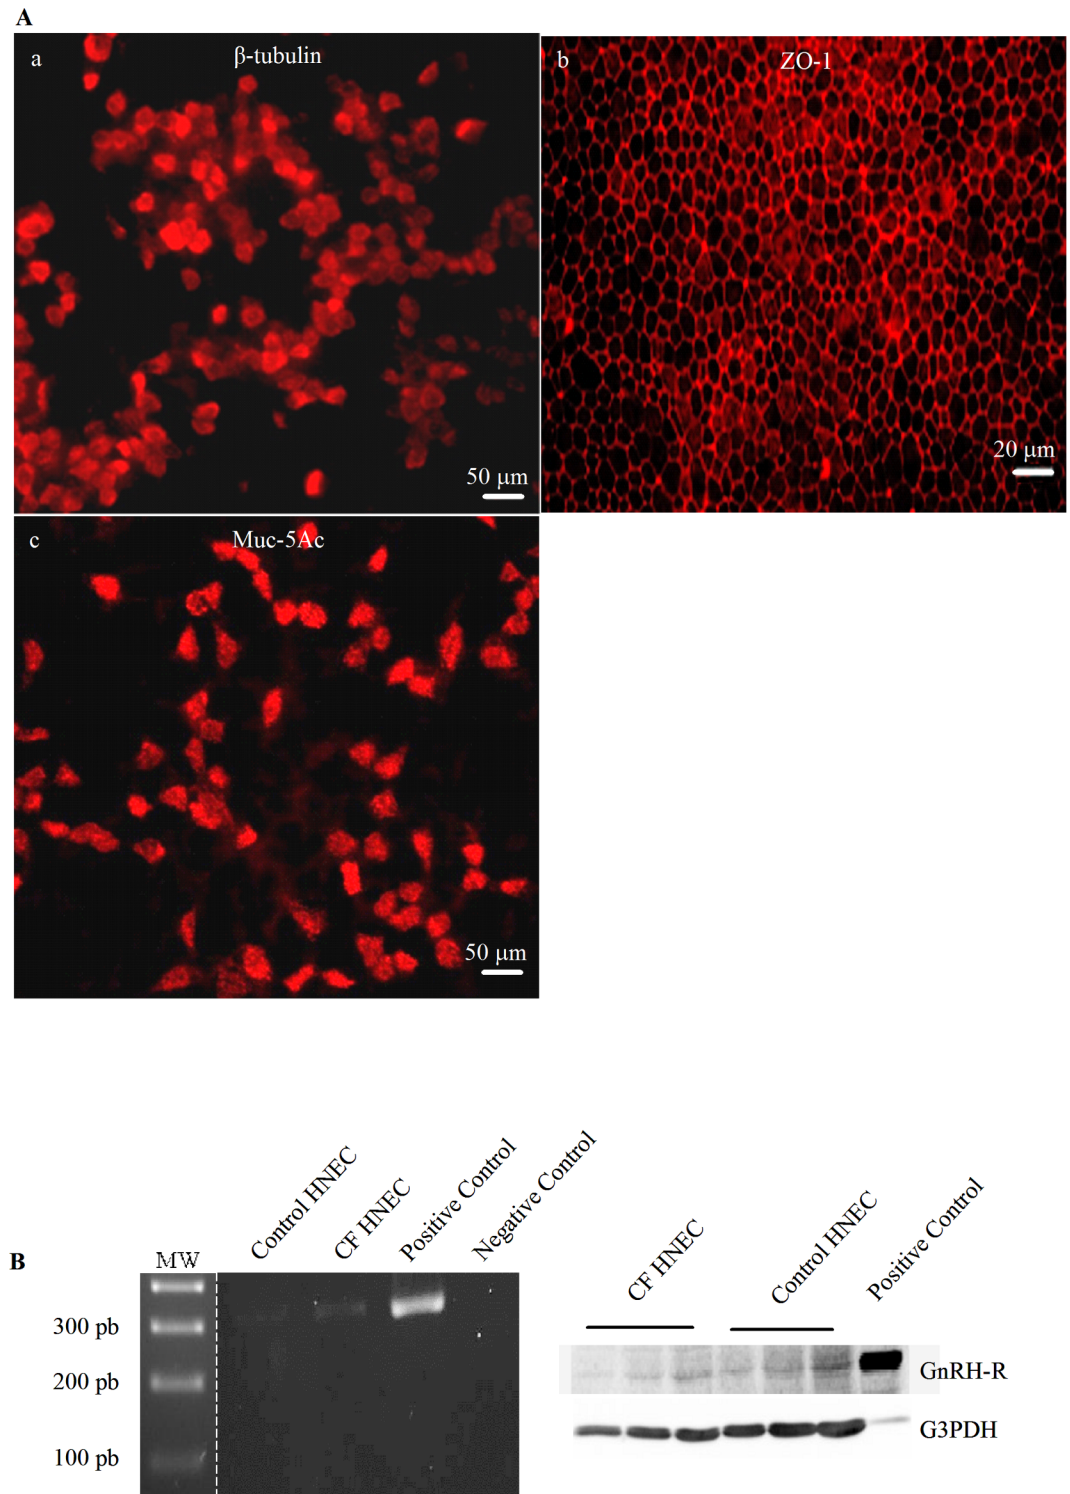 A
a
β-tubulin
50 μm
b
ZO-1
20 μm
c
Muc-5Ac
50 μm
B
MW
Control HNEC
CF HNEC
Positive Control
Negative Control
300 pb
200 pb
100 pb
CF HNEC
Control HNEC
Positive Control
GnRH-R
G3PDH